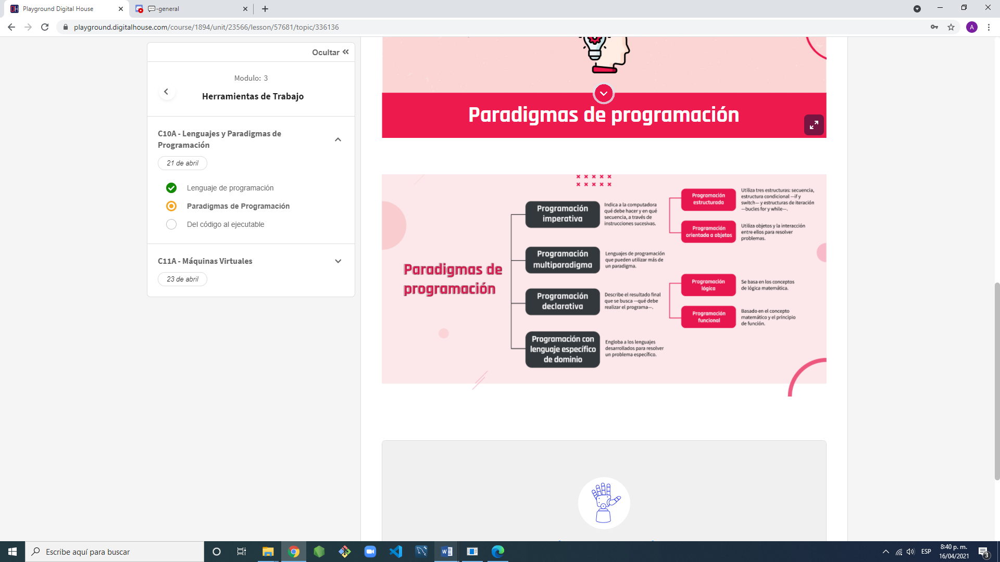 Playground Digital House
-general
playground.digitalhouse.com/course/1894/unit/23566/lesson/57681/topic/336136
A
Ocultar
Modulo: 3
Herramientas de Trabajo
C10A - Lenguajes y Paradigmas de
Programación
21 de abril
Lenguaje de programación
Paradigmas de Programación
Del código al ejecutable
C11A - Máquinas Virtuales
23 de abril
Paradigmas de programación
Paradigmas de
programación
Programación
imperativa
Indica a la computadora
qué debe hacer y en qué
secuencia, a través de
instrucciones sucesivas.
Programación
estructurada
Utiliza tres estructuras: secuencia,
estructura condicional —if y
switch— y estructuras de iteración
—bucles for y while—.
Programación
orientada a objetos
Utiliza objetos y la interacción
entre ellos para resolver
problemas.
Programación
multiparadigma
Lenguajes de programación
que pueden utilizar más de
un paradigma.
Programación
declarativa
Describe el resultado final
que se busca —qué debe
realizar el programa—.
Programación
lógica
Se basa en los conceptos
de lógica matemática.
Programación
funcional
Basado en el concepto
matemático y el principio
de función.
Programación con
lenguaje específico
de dominio
Engloba a los lenguajes
desarrollados para resolver
un problema específico.
Escribe aquí para buscar
ESP
8:40 p. m.
16/04/2021
3